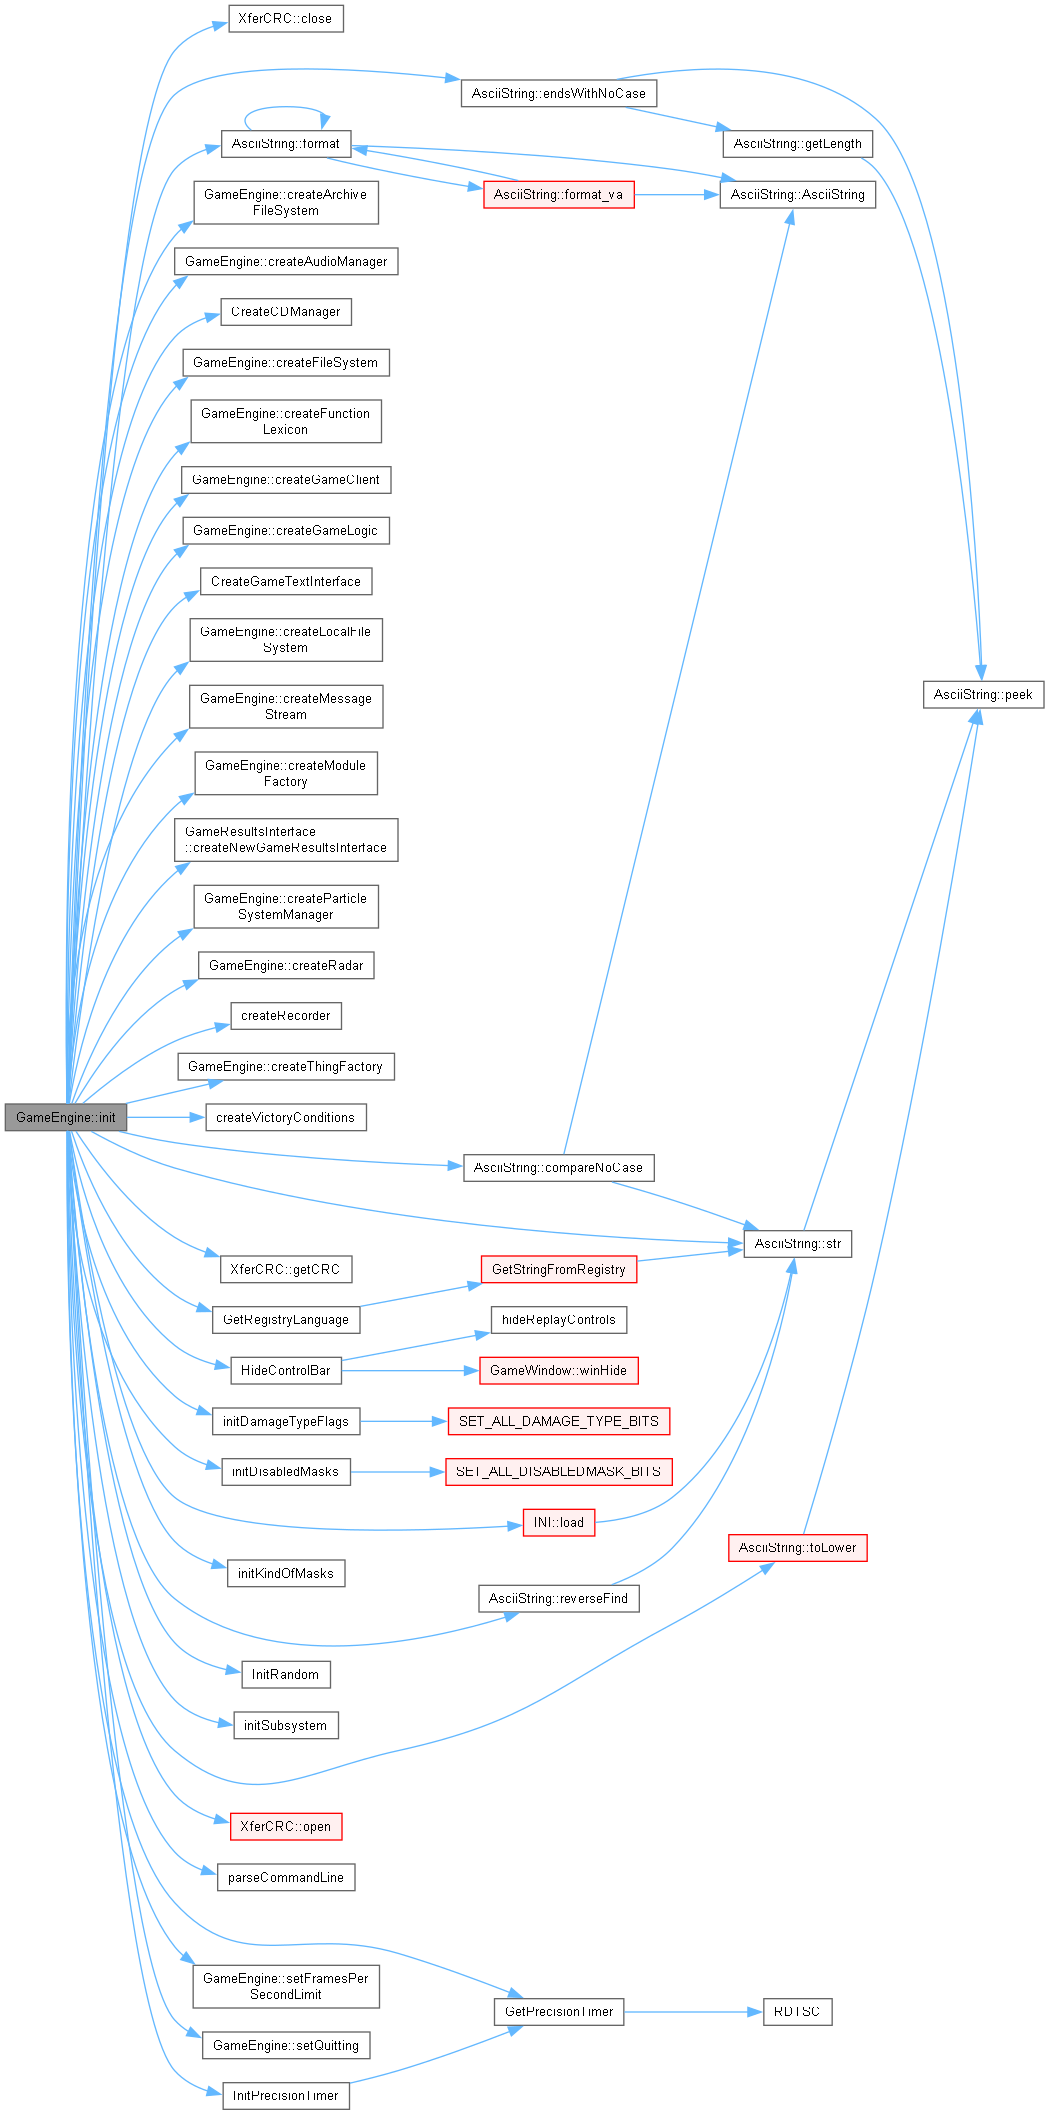 XferCRC::close
AsciiString::endsWithNoCase
AsciiString::format
AsciiString::getLength
GameEngine::createArchive
FileSystem
AsciiString::format_va
AsciiString::AsciiString
GameEngine::createAudioManager
CreateCDManager
GameEngine::createFileSystem
GameEngine::createFunction
Lexicon
GameEngine::createGameClient
GameEngine::createGameLogic
CreateGameTextInterface
GameEngine::createLocalFile
System
GameEngine::createMessage
Stream
AsciiString::peek
GameEngine::createModule
Factory
GameResultsInterface
::createNewGameResultsInterface
GameEngine::createParticle
SystemManager
GameEngine::createRadar
createRecorder
GameEngine::createThingFactory
GameEngine::init
createVictoryConditions
AsciiString::compareNoCase
AsciiString::str
XferCRC::getCRC
GetStringFromRegistry
GetRegistryLanguage
hideReplayControls
HideControlBar
GameWindow::winHide
initDamageTypeFlags
SET_ALL_DAMAGE_TYPE_BITS
initDisabledMasks
SET_ALL_DISABLEDMASK_BITS
INI::load
AsciiString::toLower
initKindOfMasks
AsciiString::reverseFind
InitRandom
initSubsystem
XferCRC::open
parseCommandLine
GameEngine::setFramesPer
SecondLimit
GetPrecisionTimer
RDTSC
GameEngine::setQuitting
InitPrecisionTimer